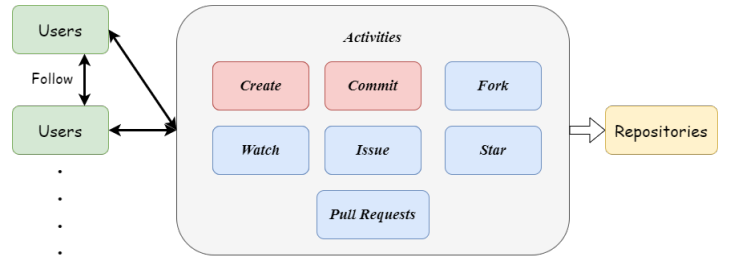 Users
Follow
Users
Activities
Create
Commit
Fork
Watch
Issue
Star
Pull Requests
Repositories